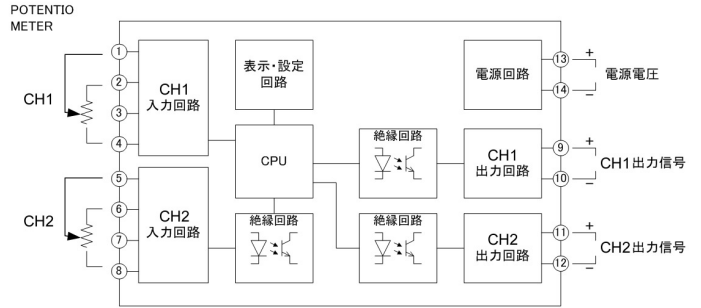 POTENTIO
METER
CH1
①
②
③
④
CH1
入力回路
表示・設定
回路
電源回路
⑬
⑭
+
−
電源電圧
CPU
絶縁回路
CH1
出力回路
⑨
⑩
+
−
CH1出力信号
CH2
⑤
⑥
⑦
⑧
CH2
入力回路
絶縁回路
絶縁回路
CH2
出力回路
⑪
⑫
+
−
CH2出力信号